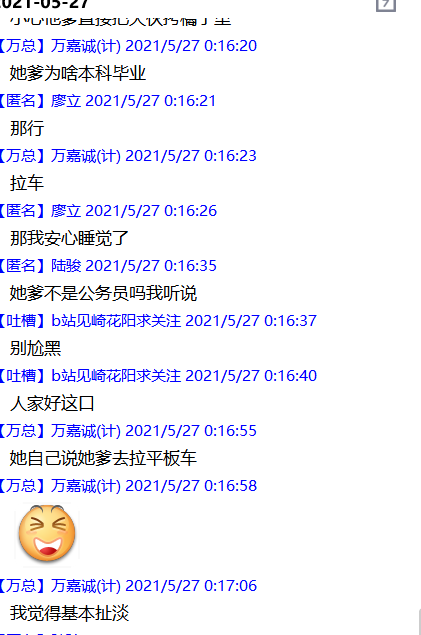 2021-05-27
7
【万总】万嘉诚(计) 2021/5/27 0:16:20
她爹为啥本科毕业
【匿名】廖立 2021/5/27 0:16:21
那行
【万总】万嘉诚(计) 2021/5/27 0:16:23
拉车
【匿名】廖立 2021/5/27 0:16:26
那我安心睡觉了
【匿名】陆骏 2021/5/27 0:16:35
她爹不是公务员吗我听说
【吐槽】b站见崎花阳求关注 2021/5/27 0:16:37
别尬黑
【吐槽】b站见崎花阳求关注 2021/5/27 0:16:40
人家好这口
【万总】万嘉诚(计) 2021/5/27 0:16:55
她自己说她爹去拉平板车
【万总】万嘉诚(计) 2021/5/27 0:16:58
【万总】万嘉诚(计) 2021/5/27 0:17:06
我觉得基本扯淡